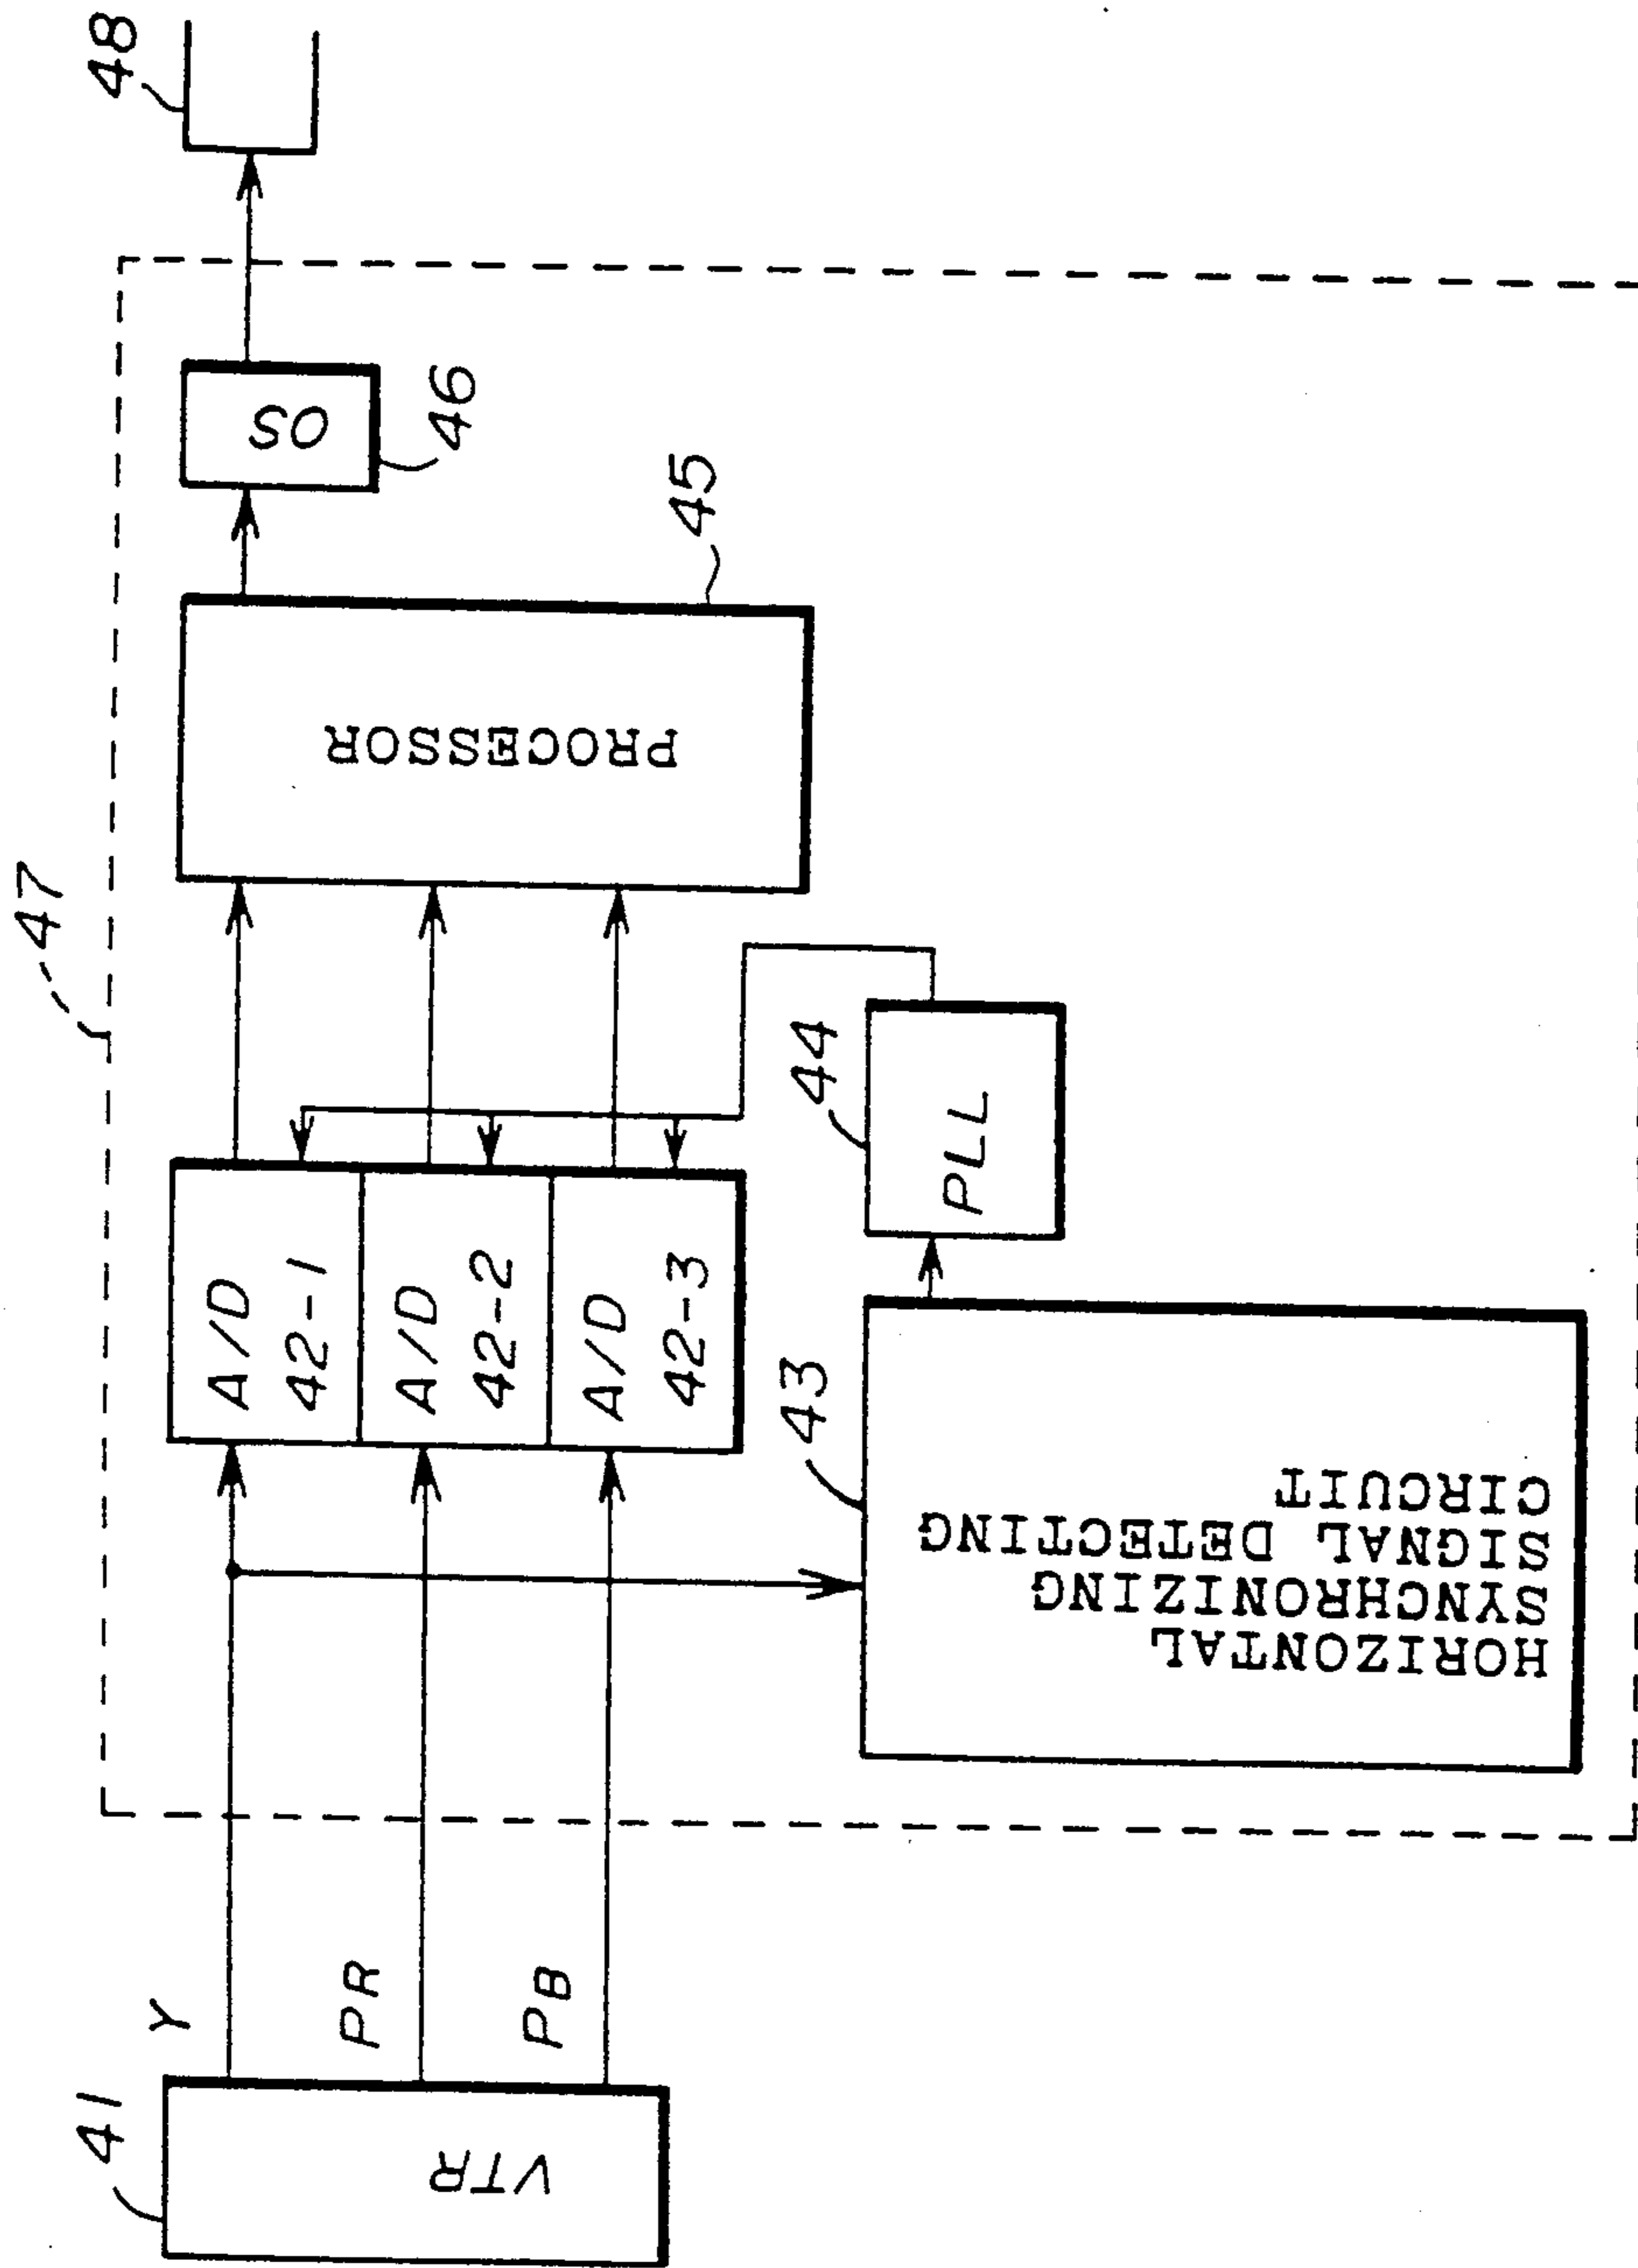 41
VTR
Y
PR
PB
47
A/D
42-1
A/D
42-2
A/D
42-3
43
HORIZONTAL
SYNCHRONIZING
SIGNAL DETECTING
CIRCUIT
44
PLL
PROCESSOR
45
OS
46
48